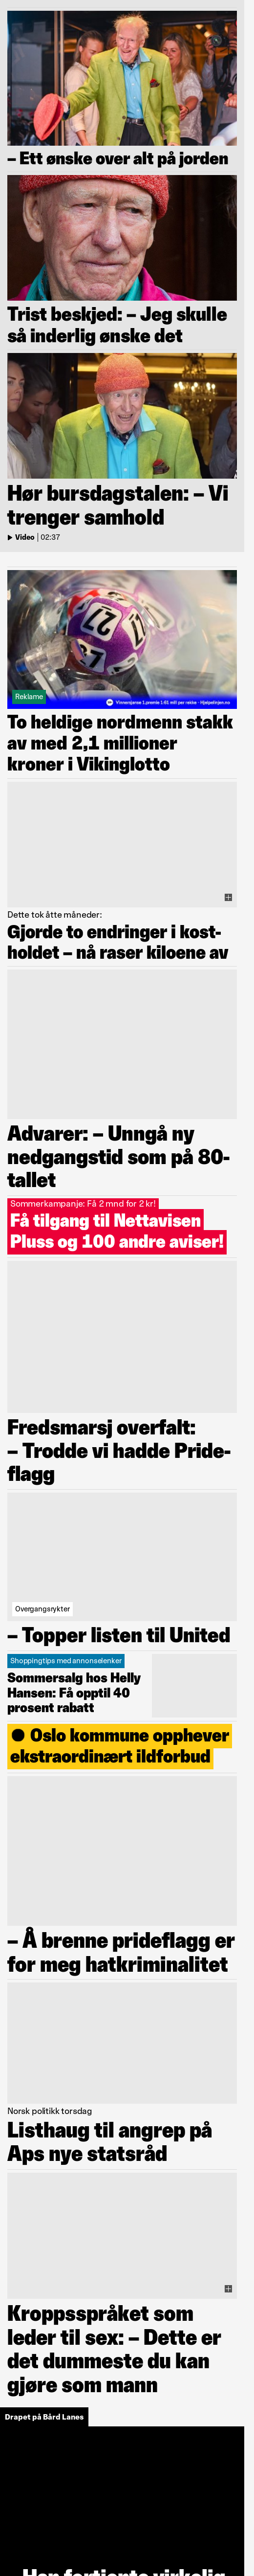 – Ett ønske over alt på jorden
Trist beskjed: – Jeg skulle
så inderlig ønske det
Hør bursdagstalen: – Vi
trenger samhold
Video | 02:37
Reklame
Vinnersjanse 1.premie 1:61 mill per rekke - Hjelpelinjen.no
To heldige nordmenn stakk
av med 2,1 millioner
kroner i Vikinglotto
Dette tok åtte måneder:
Gjorde to endringer i kost-
holdet – nå raser kiloene av
Advarer: – Unngå ny
nedgangstid som på 80-
tallet
Sommerkampanje: Få 2 mnd for 2 kr!
Få tilgang til Nettavisen
Pluss og 100 andre aviser!
Fredsmarsj overfalt:
– Trodde vi hadde Pride-
flagg
Overgangsrykter
– Topper listen til United
Shoppingtips med annonselenker
Sommersalg hos Helly
Hansen: Få opptil 40
prosent rabatt
● Oslo kommune opphever
ekstraordinært ildforbud
– Å brenne prideflagg er
for meg hatkriminalitet
Norsk politikk torsdag
Listhaug til angrep på
Aps nye statsråd
Kroppsspråket som
leder til sex: – Dette er
det dummeste du kan
gjøre som mann
Drapet på Bård Lanes
Han fortjente virkelig